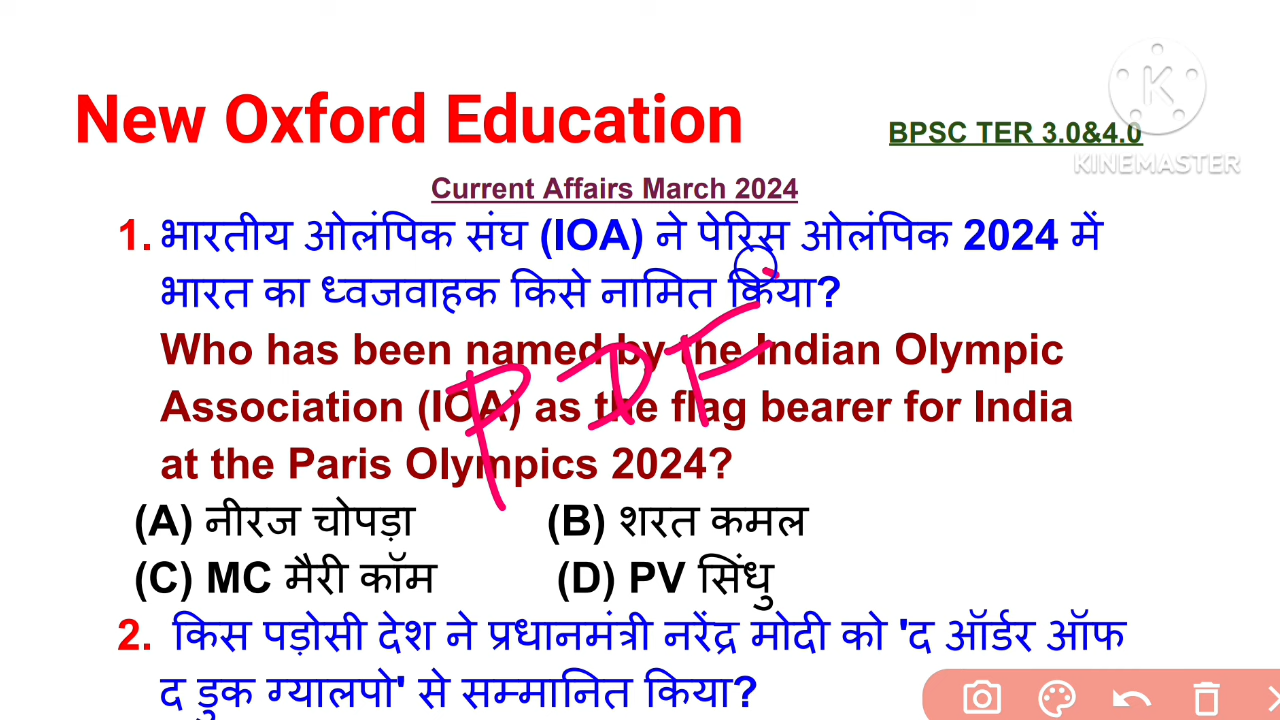 New Oxford Education
BPSC TER 3.0&4.0
KINEMASTER
Current Affairs March 2024
1. भारतीय ओलंपिक संघ (IOA) ने पेरिस ओलंपिक 2024 में
भारत का ध्वजवाहक किसे नामित किया?
Who has been named by the Indian Olympic
Association (IOA) as the flag bearer for India
at the Paris Olympics 2024?
PDF
(A) नीरज चोपड़ा (B) शरत कमल
(C) MC मैरी कॉम (D) PV सिंधु
2. किस पड़ोसी देश ने प्रधानमंत्री नरेंद्र मोदी को 'द ऑर्डर ऑफ
द डुक ग्यालपो' से सम्मानित किया?